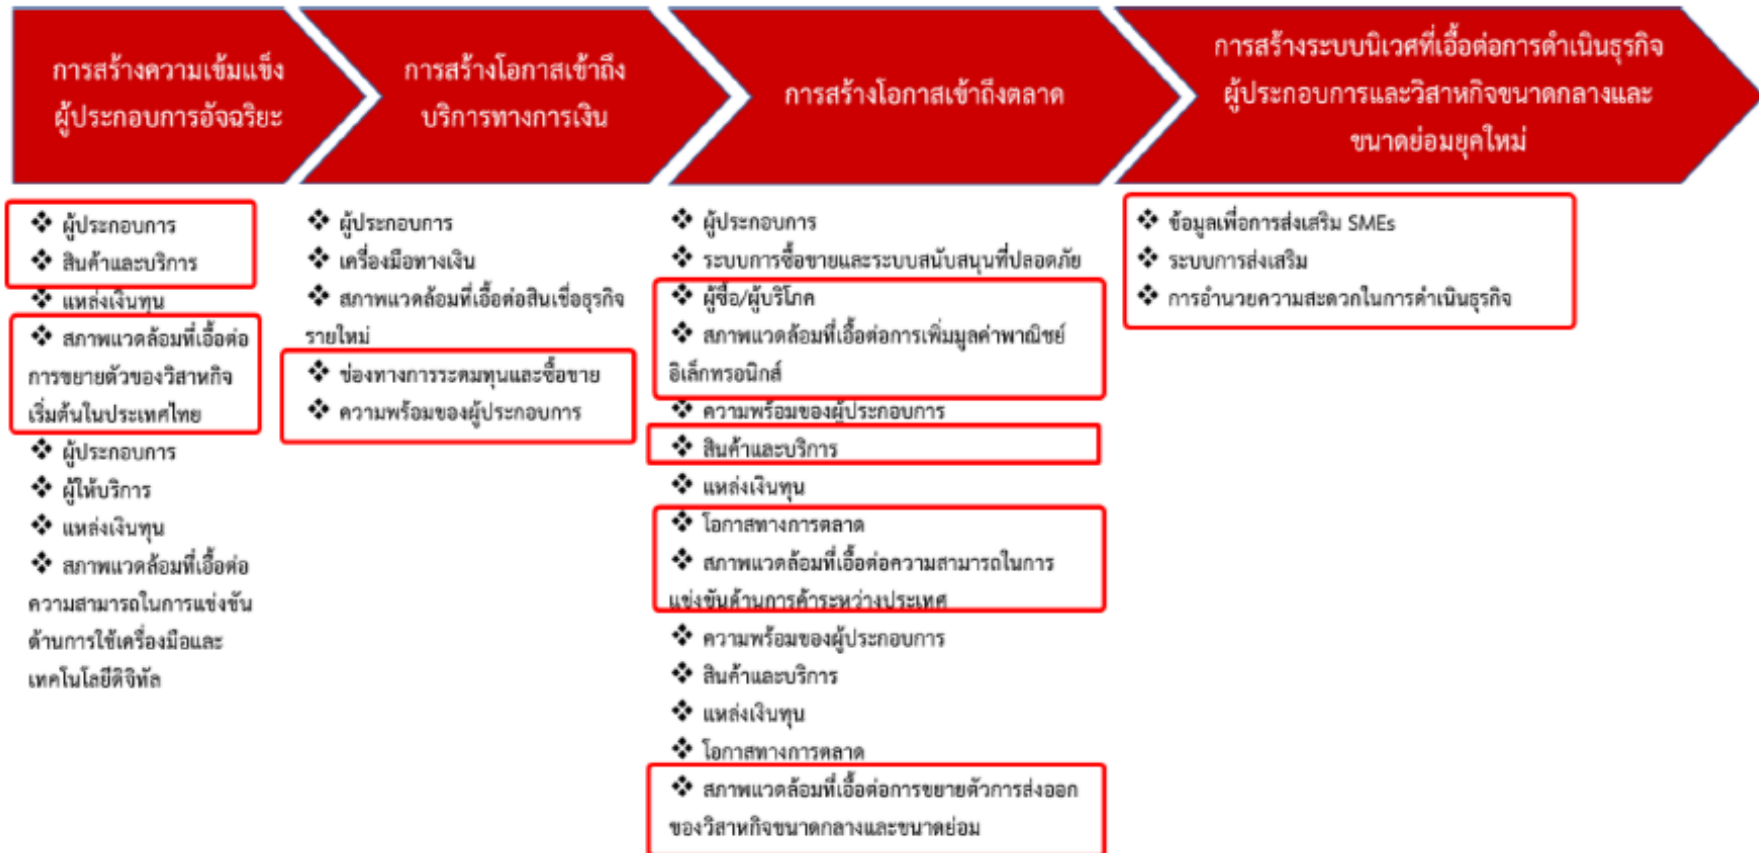 การสร้างความเข้มแข็ง
ผู้ประกอบการอัจฉริยะ
การสร้างโอกาสเข้าถึง
บริการทางการเงิน
การสร้างโอกาสเข้าถึงตลาด
การสร้างระบบนิเวศที่เอื้อต่อการดำเนินธุรกิจ
ผู้ประกอบการและวิสาหกิจขนาดกลางและ
ขนาดย่อมยุคใหม่
❖ ผู้ประกอบการ
❖ สินค้าและบริการ
❖ แหล่งเงินทุน
❖ สภาพแวดล้อมที่เอื้อต่อ
การขยายตัวของวิสาหกิจ
เริ่มต้นในประเทศไทย
❖ ผู้ประกอบการ
❖ ผู้ให้บริการ
❖ แหล่งเงินทุน
❖ สภาพแวดล้อมที่เอื้อต่อ
ความสามารถในการแข่งขัน
ด้านการใช้เครื่องมือและ
เทคโนโลยีดิจิทัล
❖ ผู้ประกอบการ
❖ เครื่องมือทางเงิน
❖ สภาพแวดล้อมที่เอื้อต่อสินเชื่อธุรกิจ
รายใหม่
❖ ช่องทางการระดมทุนและซื้อขาย
❖ ความพร้อมของผู้ประกอบการ
❖ ผู้ประกอบการ
❖ ระบบการซื้อขายและระบบสนับสนุนที่ปลอดภัย
❖ ผู้ซื้อ/ผู้บริโภค
❖ สภาพแวดล้อมที่เอื้อต่อการเพิ่มมูลค่าพาณิชย์
อิเล็กทรอนิกส์
❖ ความพร้อมของผู้ประกอบการ
❖ สินค้าและบริการ
❖ แหล่งเงินทุน
❖ โอกาสทางการตลาด
❖ สภาพแวดล้อมที่เอื้อต่อความสามารถในการ
แข่งขันด้านการค้าระหว่างประเทศ
❖ ความพร้อมของผู้ประกอบการ
❖ สินค้าและบริการ
❖ แหล่งเงินทุน
❖ โอกาสทางการตลาด
❖ สภาพแวดล้อมที่เอื้อต่อการขยายตัวการส่งออก
ของวิสาหกิจขนาดกลางและขนาดย่อม
❖ ข้อมูลเพื่อการส่งเสริม SMEs
❖ ระบบการส่งเสริม
❖ การอำนวยความสะดวกในการดำเนินธุรกิจ